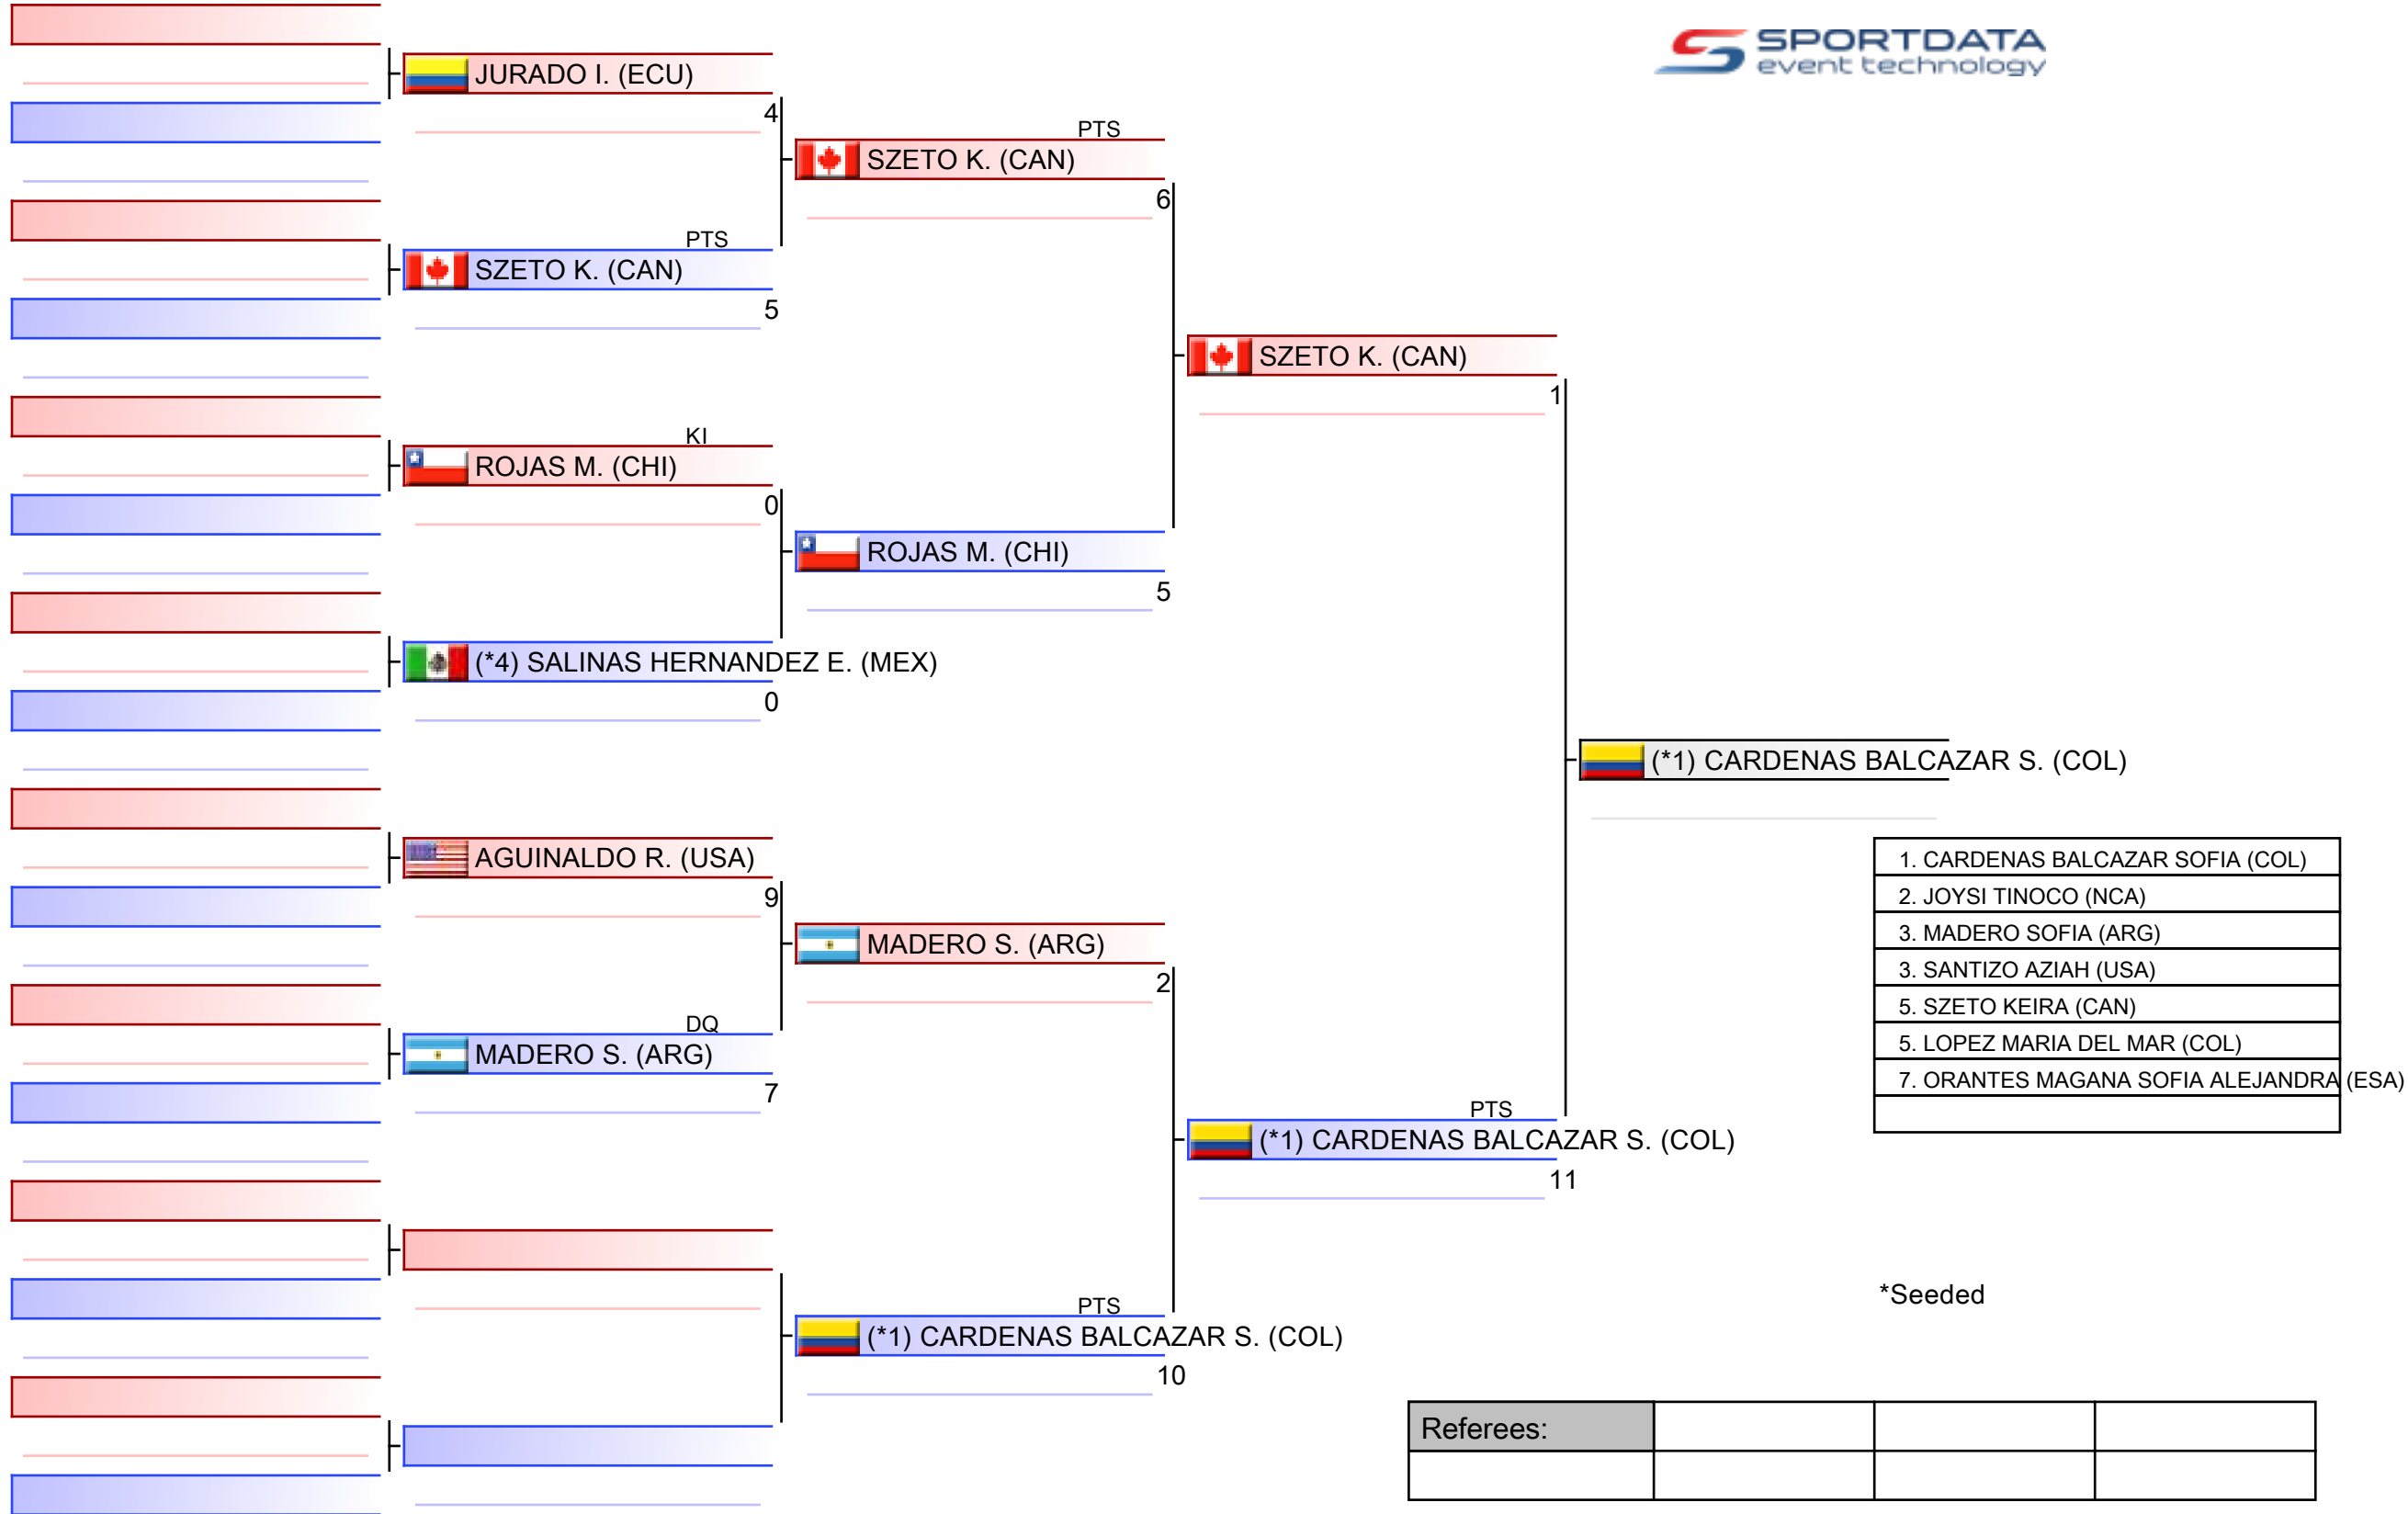 SPORTDATA
event technology
JURADO I. (ECU)
4
PTS
SZETO K. (CAN)
6
PTS
SZETO K. (CAN)
5
SZETO K. (CAN)
1
KI
ROJAS M. (CHI)
0
ROJAS M. (CHI)
5
(*4) SALINAS HERNANDEZ E. (MEX)
0
(*1) CARDENAS BALCAZAR S. (COL)
AGUINALDO R. (USA)
9
MADERO S. (ARG)
2
DQ
MADERO S. (ARG)
7
PTS
(*1) CARDENAS BALCAZAR S. (COL)
11
PTS
(*1) CARDENAS BALCAZAR S. (COL)
10
1. CARDENAS BALCAZAR SOFIA (COL)
2. JOYSI TINOCO (NCA)
3. MADERO SOFIA (ARG)
3. SANTIZO AZIAH (USA)
5. SZETO KEIRA (CAN)
5. LOPEZ MARIA DEL MAR (COL)
7. ORANTES MAGANA SOFIA ALEJANDRA (ESA)
*Seeded
Referees: